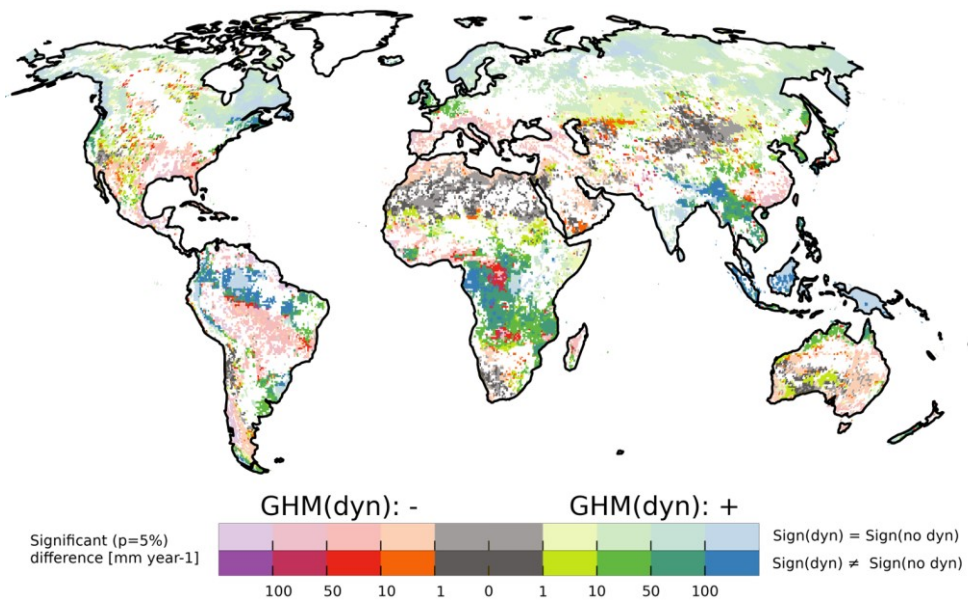 GHM(dyn): - GHM(dyn): +
Significant (p=5%)
difference [mm year-1]
Sign(dyn) = Sign(no dyn)
Sign(dyn) ≠ Sign(no dyn)
100 50 10 1 0 1 10 50 100